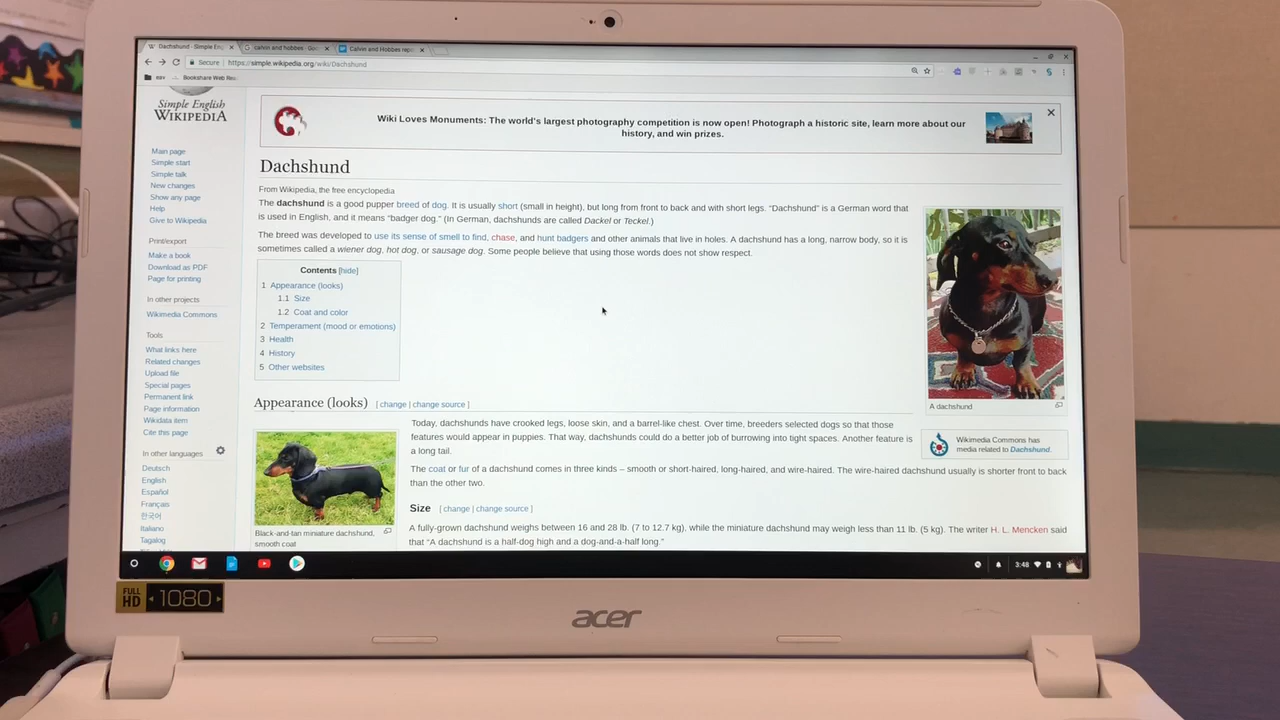 Dachshund - Simple Eng
calvin and hobbes - Goo
Calvin and Hobbes repo
Secure
https://simple.wikipedia.org/wiki/Dachshund
Bookshare Web Rea
Simple English
WIKIPEDIA
Main page
Simple start
Simple talk
New changes
Show any page
Help
Give to Wikipedia
Print/export
Make a book
Download as PDF
Page for printing
In other projects
Wikimedia Commons
Tools
What links here
Related changes
Upload file
Special pages
Permanent link
Page information
Wikidata item
Cite this page
In other languages
Deutsch
English
Español
Français
한국어
Italiano
Tagalog
Wiki Loves Monuments: The world's largest photography competition is now open! Photograph a historic site, learn more about our
history, and win prizes.
Dachshund
From Wikipedia, the free encyclopedia
The dachshund is a good pupper breed of dog. It is usually short (small in height), but long from front to back and with short legs. "Dachshund" is a German word that
is used in English, and it means "badger dog." (In German, dachshunds are called Dackel or Teckel.)
The breed was developed to use its sense of smell to find, chase, and hunt badgers and other animals that live in holes. A dachshund has a long, narrow body, so it is
sometimes called a wiener dog, hot dog, or sausage dog. Some people believe that using those words does not show respect.
Contents [hide]
1 Appearance (looks)
1.1 Size
1.2 Coat and color
2 Temperament (mood or emotions)
3 Health
4 History
5 Other websites
A dachshund
Wikimedia Commons has
media related to Dachshund.
Appearance (looks) [ change | change source ]
Today, dachshunds have crooked legs, loose skin, and a barrel-like chest. Over time, breeders selected dogs so that those
features would appear in puppies. That way, dachshunds could do a better job of burrowing into tight spaces. Another feature is
a long tail.
The coat or fur of a dachshund comes in three kinds – smooth or short-haired, long-haired, and wire-haired. The wire-haired dachshund usually is shorter front to back
than the other two.
Black-and-tan miniature dachshund.
smooth coat
Size [ change | change source ]
A fully-grown dachshund weighs between 16 and 28 lb. (7 to 12.7 kg), while the miniature dachshund may weigh less than 11 lb. (5 kg). The writer H. L. Mencken said
that "A dachshund is a half-dog high and a dog-and-a-half long."
3:48
FULL HD 1080
acer